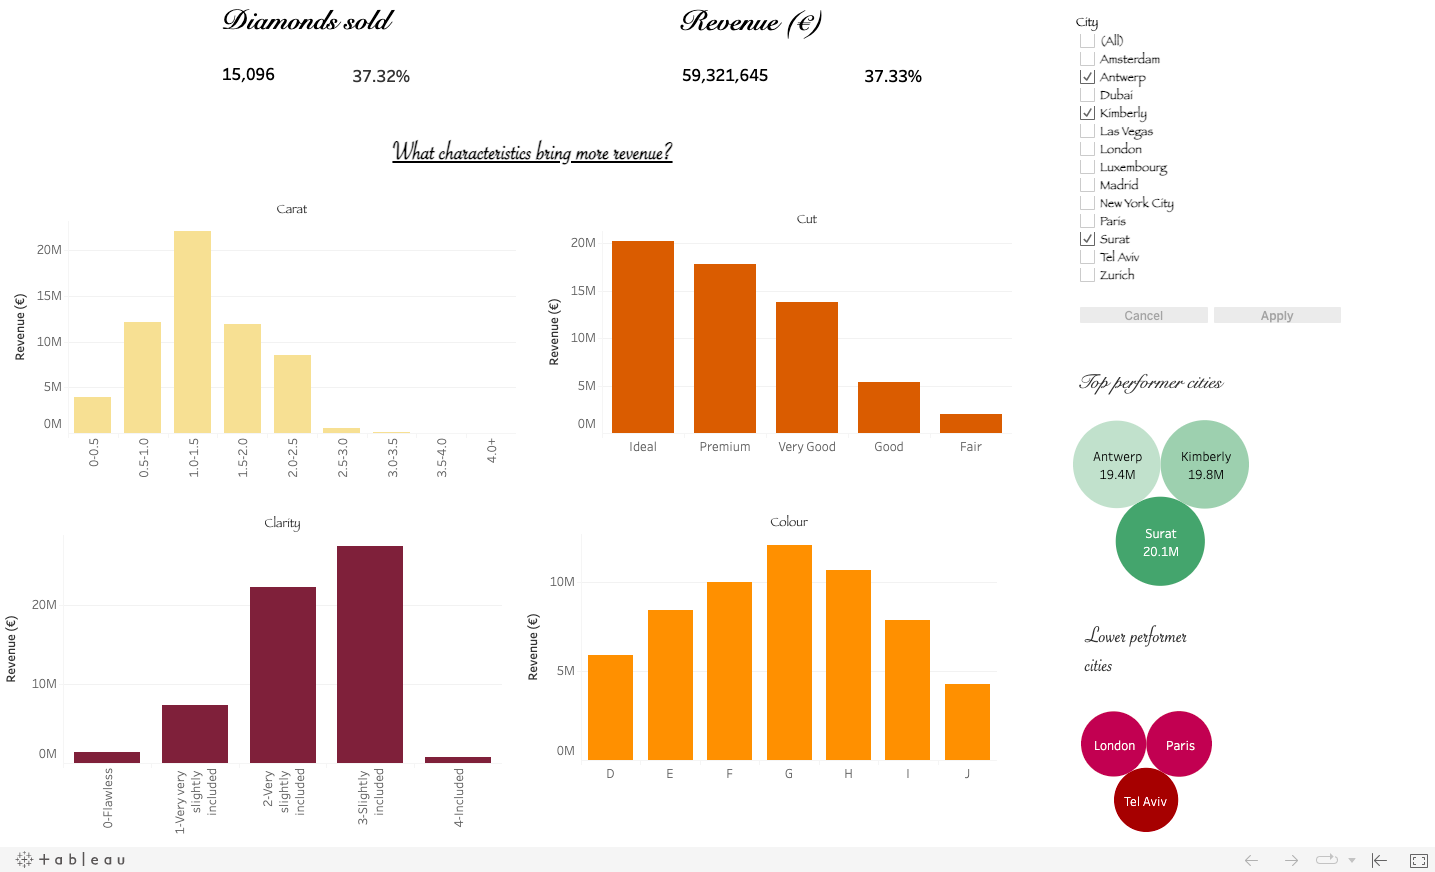 Diamonds sold
Revenue (€)
15,096
37.32%
59,321,645
37.33%
What characteristics bring more revenue?
City
(All)
Amsterdam
Antwerp
Dubai
Kimberly
Las Vegas
London
Luxembourg
Madrid
New York City
Paris
Surat
Tel Aviv
Zurich
Cancel
Apply
Carat
Revenue (€)
20M
15M
10M
5M
0M
0-0.5
0.5-1.0
1.0-1.5
1.5-2.0
2.0-2.5
2.5-3.0
3.0-3.5
3.5-4.0
4.0+
Cut
Revenue (€)
20M
15M
10M
5M
0M
Ideal
Premium
Very Good
Good
Fair
Top performer cities
Antwerp
19.4M
Kimberly
19.8M
Surat
20.1M
Clarity
Revenue (€)
20M
10M
0M
0-Flawless
1-Very very
slightly
included
2-Very
slightly
included
3-Slightly
included
4-Included
Colour
Revenue (€)
10M
5M
0M
D
E
F
G
H
I
J
Lower performer
cities
London
Paris
Tel Aviv
+ableau